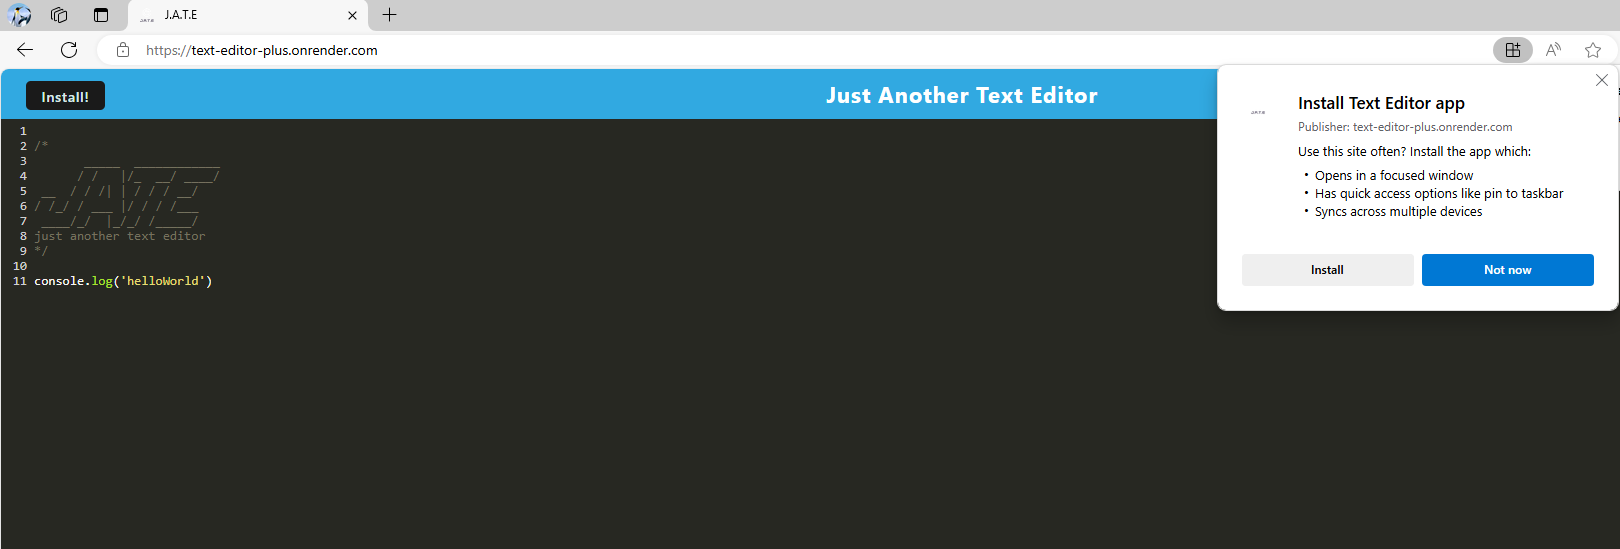 J.A.T.E
https://text-editor-plus.onrender.com
Install!
Just Another Text Editor
1
2 /*
3        _____  ____________
4       / /   |/_  __/ ____/
5  __  / / /| | / / / __/
6 / /_/ / ___ |/ / / /___
7  ____/_/  |_/_/ /_____/
8 just another text editor
9 */
10
11 console.log('helloWorld')
Install Text Editor app
Publisher: text-editor-plus.onrender.com
Use this site often? Install the app which:
• Opens in a focused window
• Has quick access options like pin to taskbar
• Syncs across multiple devices
Install
Not now